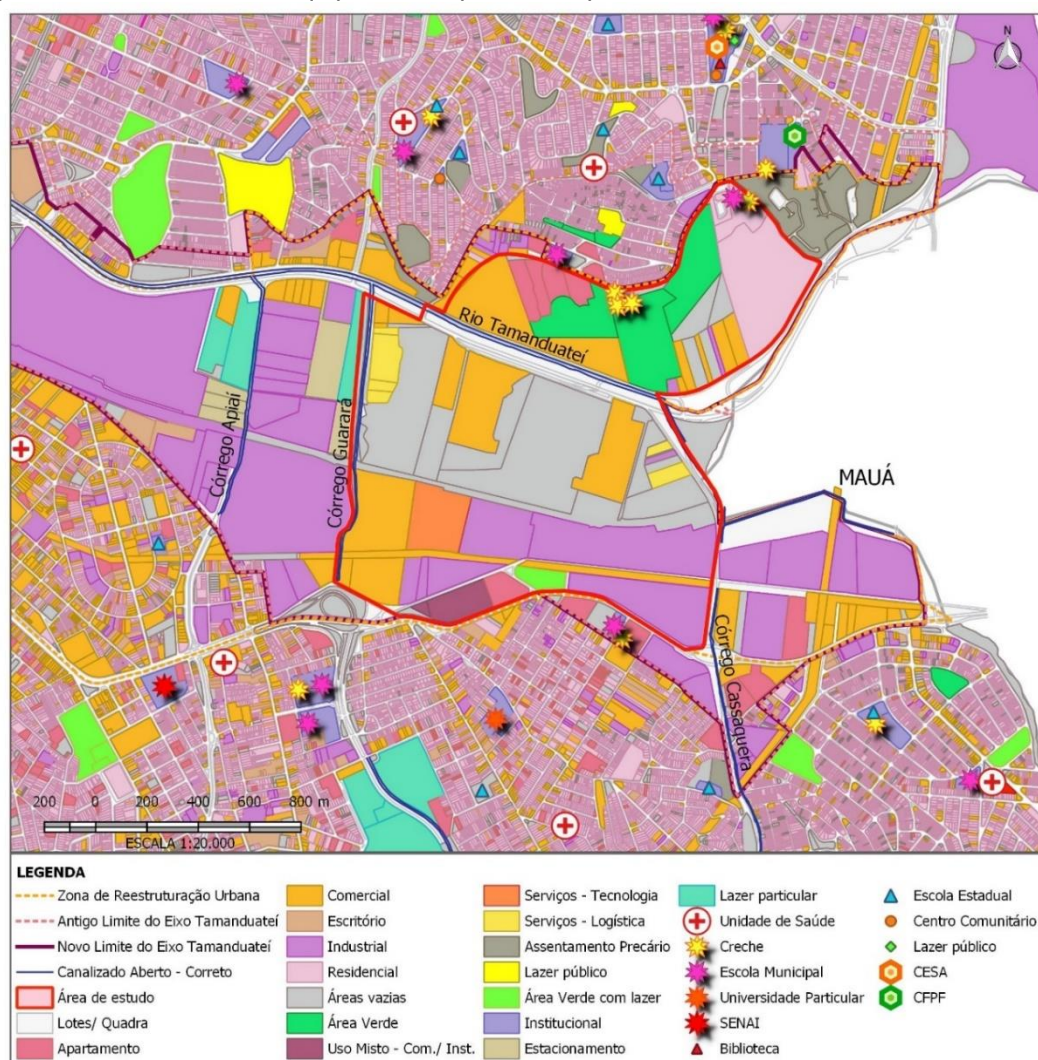 N
Rio Tamanduateí
Córrego Apiaí
Córrego Guarara
MAUÁ
Córrego Cassaquera
200 0 200 400 600 800 m
ESCALA 1:20.000
LEGENDA
Zona de Reestruturação Urbana
Antigo Limite do Eixo Tamanduateí
Novo Limite do Eixo Tamanduateí
Canalizado Aberto - Correto
Área de estudo
Lotes/ Quadra
Apartamento
Comercial
Escritório
Industrial
Residencial
Áreas vazias
Área Verde
Uso Misto - Com./ Inst.
Serviços - Tecnologia
Serviços - Logística
Assentamento Precário
Lazer público
Área Verde com lazer
Institucional
Estacionamento
Lazer particular
Unidade de Saúde
Creche
Escola Municipal
Universidade Particular
SENAI
Biblioteca
Escola Estadual
Centro Comunitário
Lazer público
CESA
CFPF